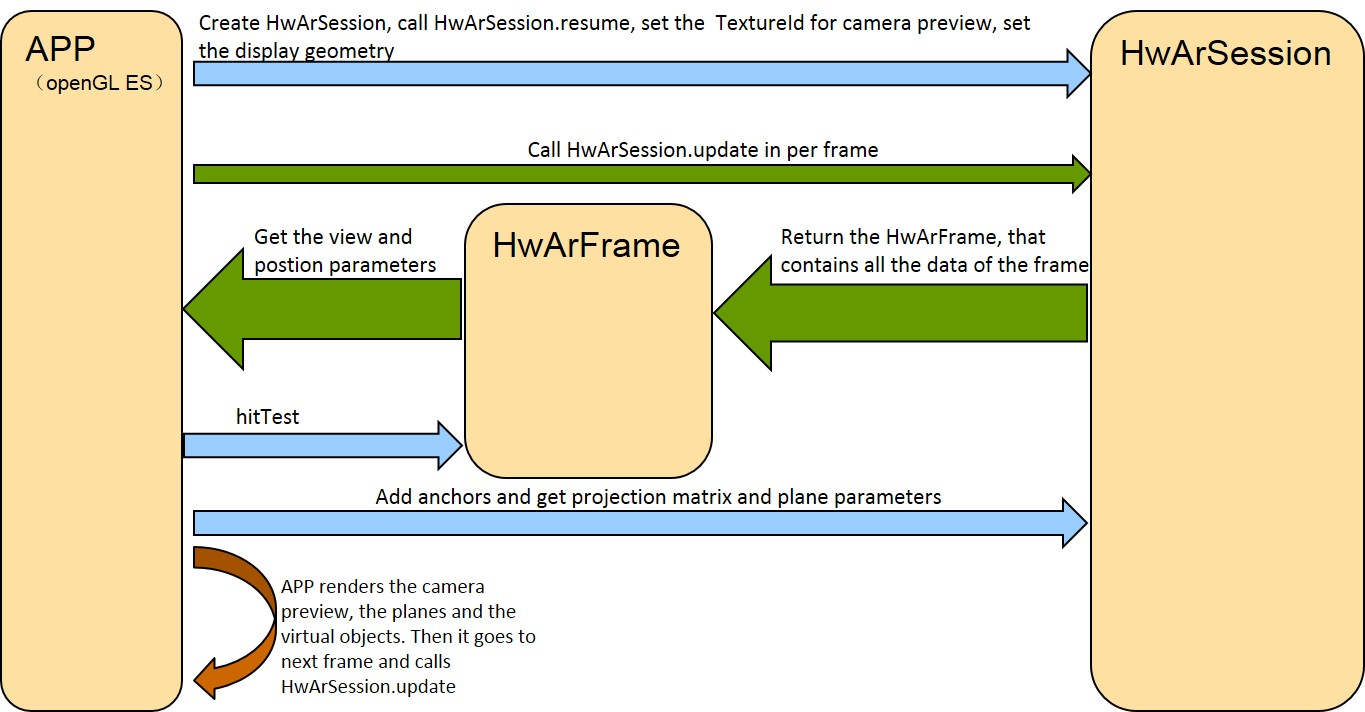 APP
（openGL ES）
Create HwArSession, call HwArSession.resume, set the TextureId for camera preview, set
the display geometry
HwArSession
Call HwArSession.update in per frame
Get the view and
postion parameters
HwArFrame
Return the HwArFrame, that
contains all the data of the frame
hitTest
Add anchors and get projection matrix and plane parameters
APP renders the camera
preview, the planes and the
virtual objects. Then it goes to
next frame and calls
HwArSession.update